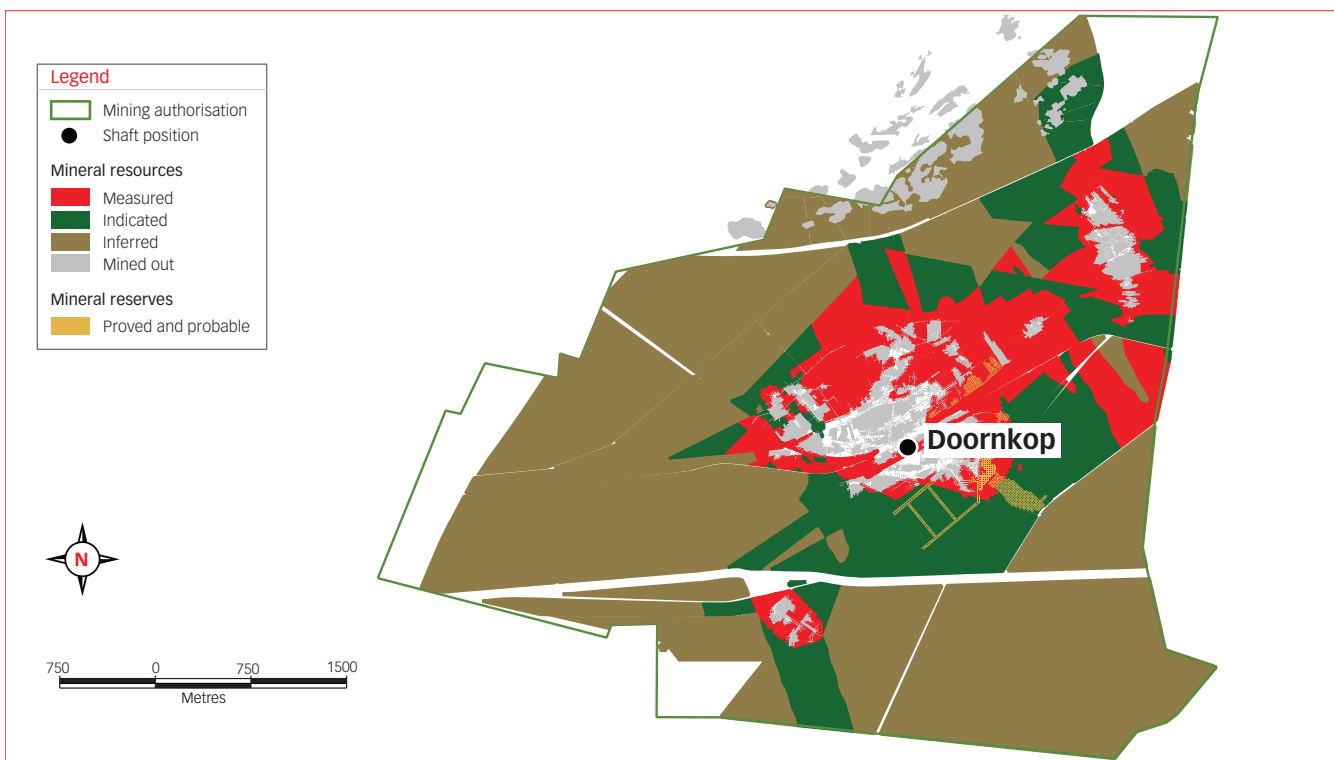 Legend
Mining authorisation
Shaft position
Mineral resources
Measured
Indicated
Inferred
Mined out
Mineral reserves
Proved and probable
Doornkop
N
750 0 750 1500
Metres